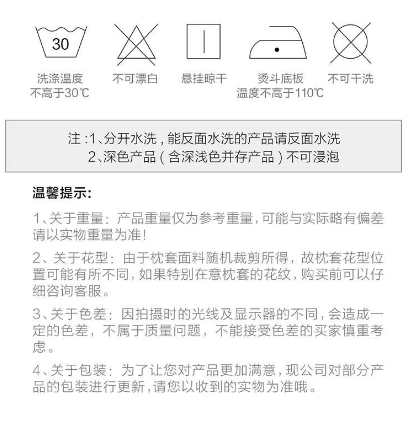 30
洗涤温度
不高于30℃
不可漂白
悬挂晾干
熨斗底板
温度不高于110℃
不可干洗
注:1、分开水洗,能反面水洗的产品请反面水洗
2、深色产品(含深浅色并存产品)不可浸泡
温馨提示:
1、关于重量:产品重量仅为参考重量,可能与实际略有偏差
请以实物重量为准!
2、关于花型:由于枕套面料随机裁剪所得,故枕套花型位
置可能有所不同,如果特别在意枕套的花纹,购买前可以仔
细咨询客服。
3、关于色差:因拍摄时的光线及显示器的不同,会造成一
定的色差,不属于质量问题,不能接受色差的买家慎重考
虑。
4、关于包装:为了让您对产品更加满意,现公司对部分产
品的包装进行更新,请您以收到的实物为准哦。